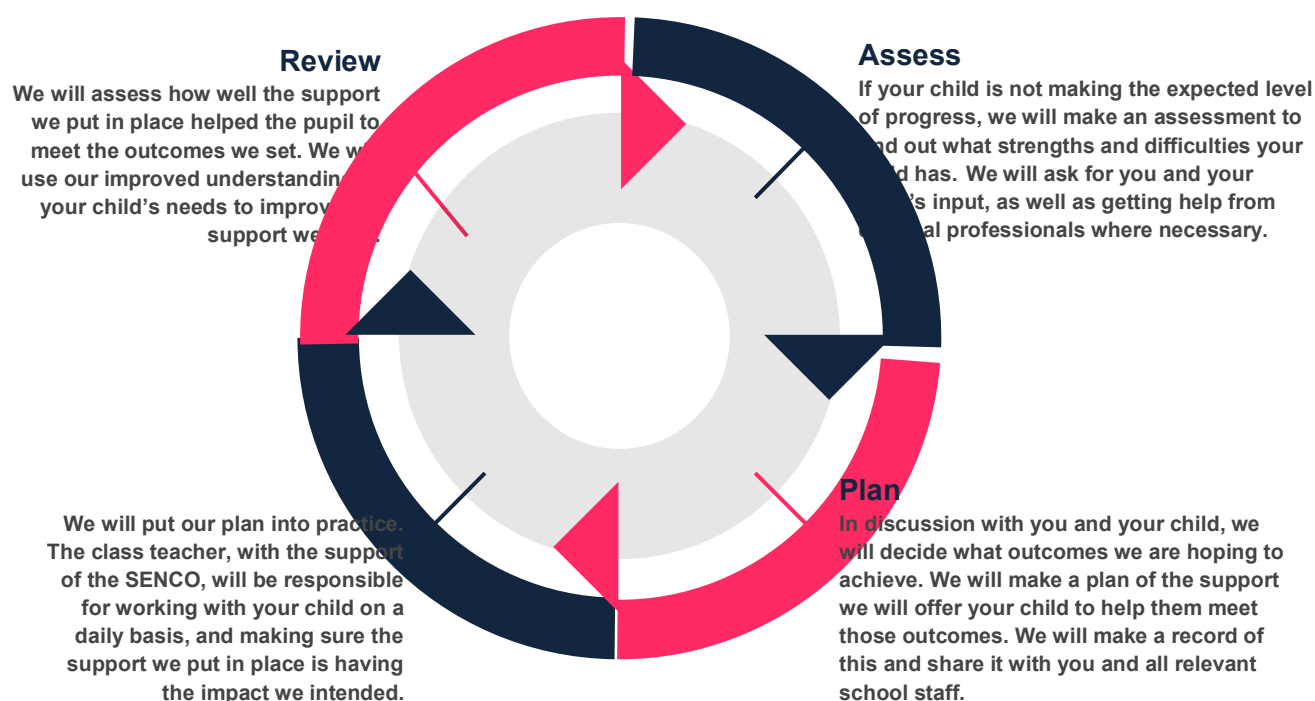 Review
We will assess how well the support
we put in place helped the pupil to
meet the outcomes we set. We
use our improved understanding
your child’s needs to improve
support we
Assess
If your child is not making the expected level
of progress, we will make an assessment to
out what strengths and difficulties your
has. We will ask for you and your
input, as well as getting help from
professionals where necessary.
We will put our plan into practice.
The class teacher, with the support
of the SENCO, will be responsible
for working with your child on a
daily basis, and making sure the
support we put in place is having
the impact we intended.
Plan
In discussion with you and your child, we
will decide what outcomes we are hoping to
achieve. We will make a plan of the support
we will offer your child to help them meet
those outcomes. We will make a record of
this and share it with you and all relevant
school staff.